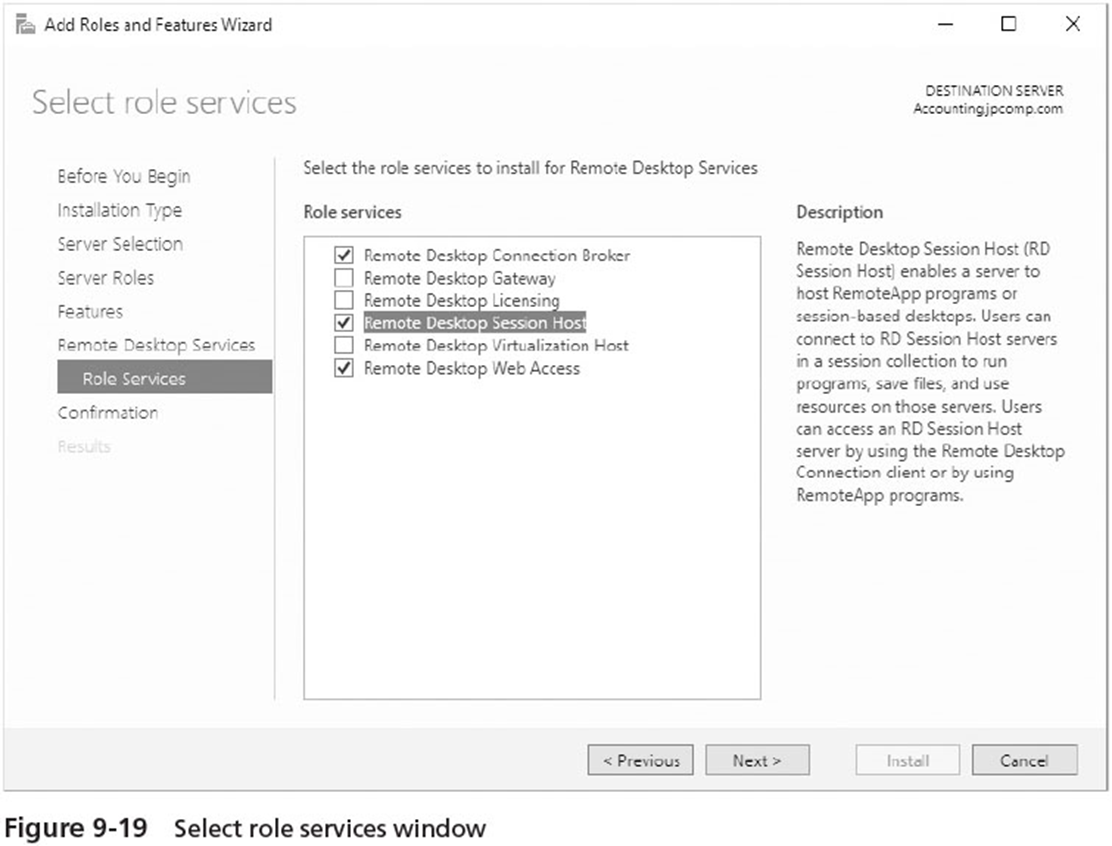 Add Roles and Features Wizard
Select role services
DESTINATION SERVER
Accounting.jpcomp.com
Before You Begin
Installation Type
Server Selection
Server Roles
Features
Remote Desktop Services
Role Services
Confirmation
Results
Select the role services to install for Remote Desktop Services
Role services
Remote Desktop Connection Broker
Remote Desktop Gateway
Remote Desktop Licensing
Remote Desktop Session Host
Remote Desktop Virtualization Host
Remote Desktop Web Access
Description
Remote Desktop Session Host (RD
Session Host) enables a server to
host RemoteApp programs or
session-based desktops. Users can
connect to RD Session Host servers
in a session collection to run
programs, save files, and use
resources on those servers. Users
can access an RD Session Host
server by using the Remote Desktop
Connection client or by using
RemoteApp programs.
< Previous
Next >
Install
Cancel
Figure 9-19 Select role services window